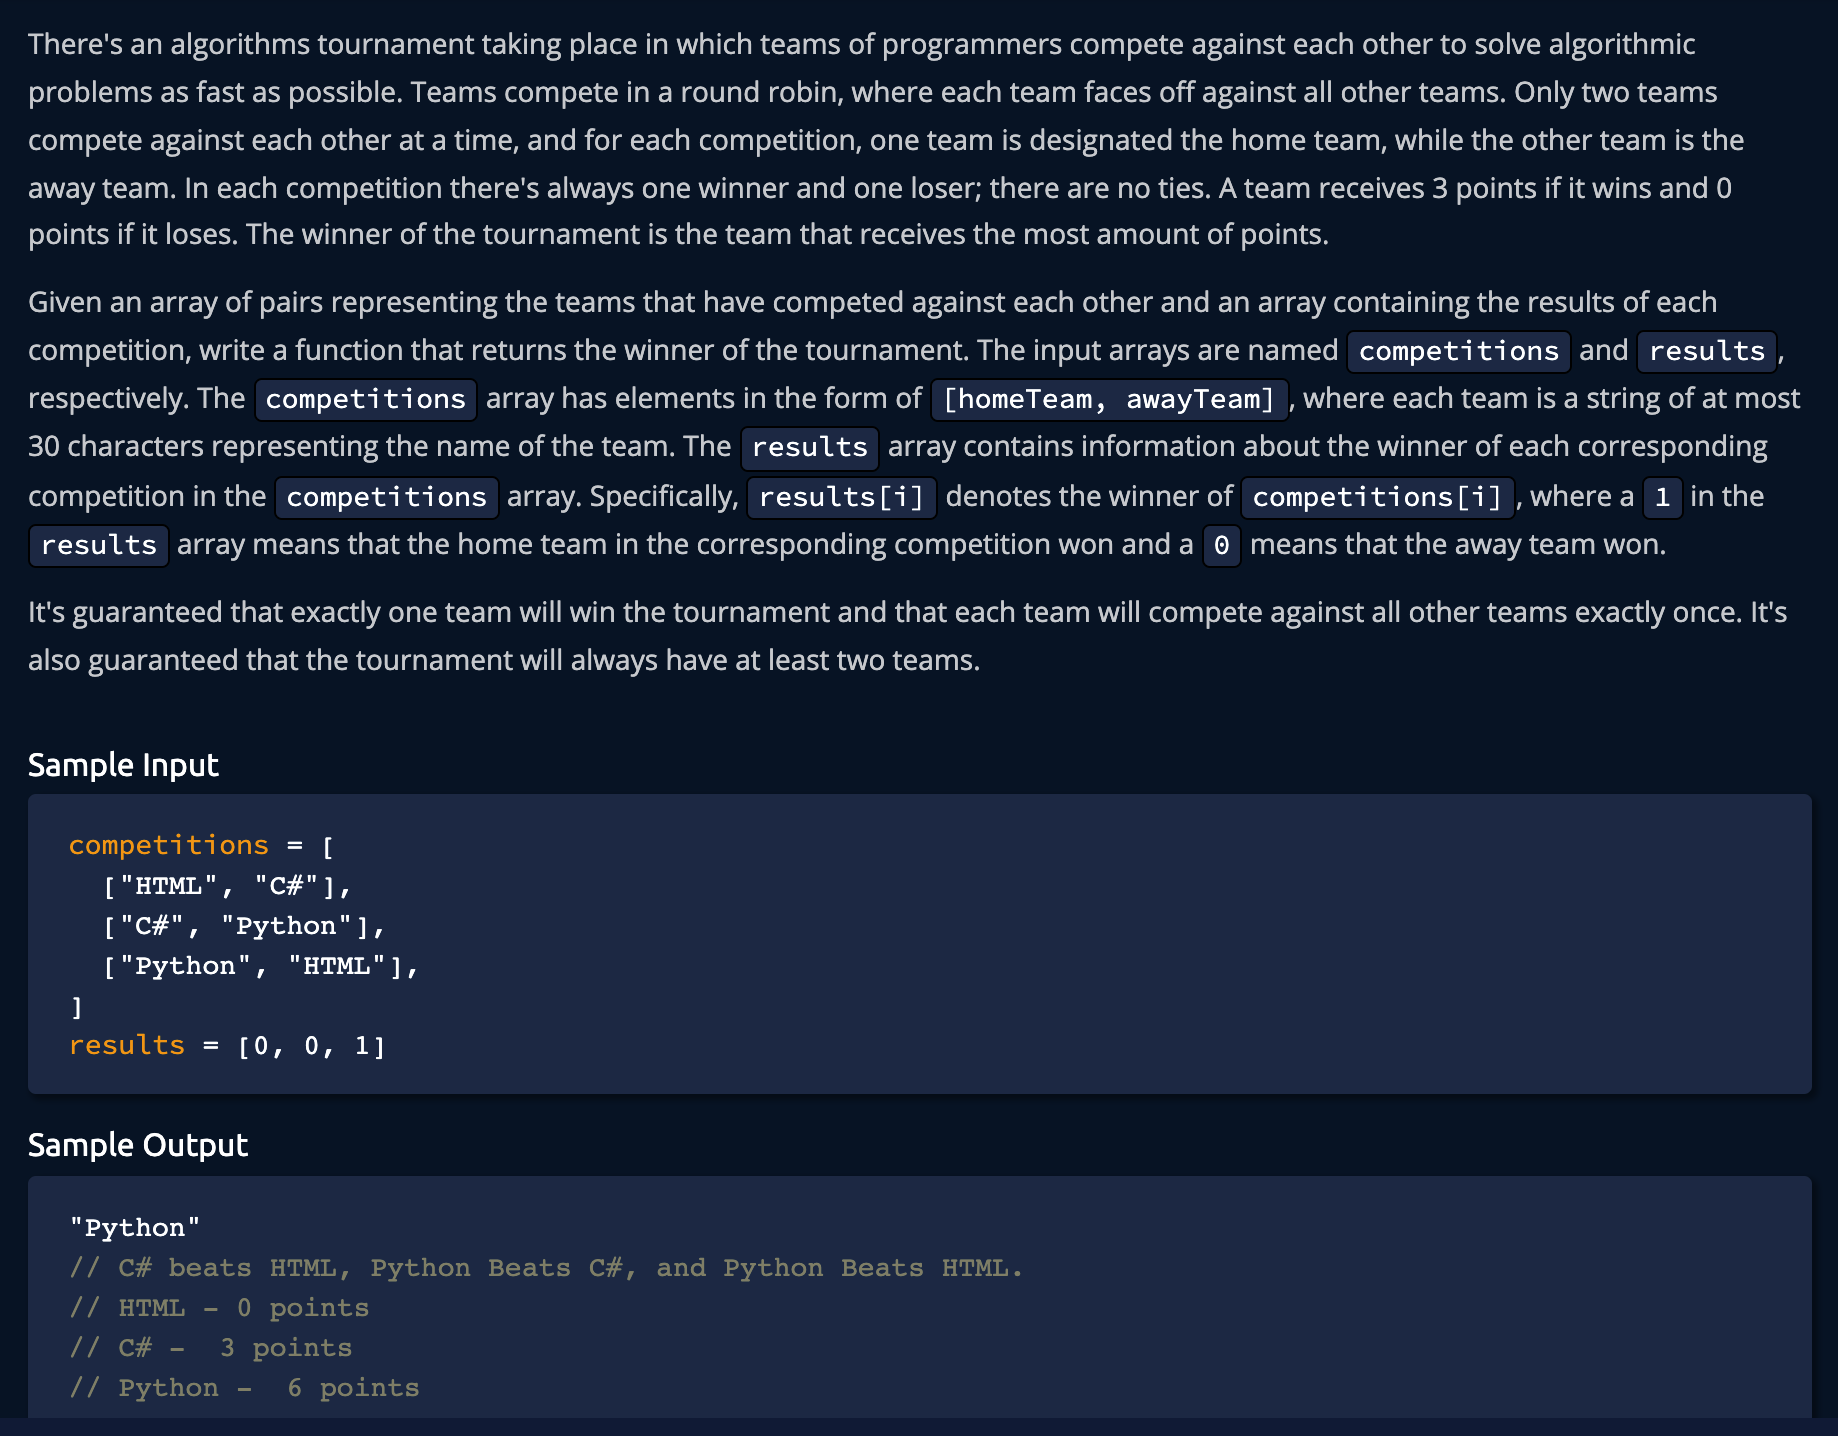 There's an algorithms tournament taking place in which teams of programmers compete against each other to solve algorithmic
problems as fast as possible. Teams compete in a round robin, where each team faces off against all other teams. Only two teams
compete against each other at a time, and for each competition, one team is designated the home team, while the other team is the
away team. In each competition there's always one winner and one loser; there are no ties. A team receives 3 points if it wins and 0
points if it loses. The winner of the tournament is the team that receives the most amount of points.
Given an array of pairs representing the teams that have competed against each other and an array containing the results of each
competition, write a function that returns the winner of the tournament. The input arrays are named competitions and results,
respectively. The competitions array has elements in the form of [homeTeam, awayTeam], where each team is a string of at most
30 characters representing the name of the team. The results array contains information about the winner of each corresponding
competition in the competitions array. Specifically, results[i] denotes the winner of competitions[i], where a 1 in the
results array means that the home team in the corresponding competition won and a 0 means that the away team won.
It's guaranteed that exactly one team will win the tournament and that each team will compete against all other teams exactly once. It's
also guaranteed that the tournament will always have at least two teams.
Sample Input
competitions = [
  ["HTML", "C#"],
  ["C#", "Python"],
  ["Python", "HTML"],
]
results = [0, 0, 1]
Sample Output
"Python"
// C# beats HTML, Python Beats C#, and Python Beats HTML.
// HTML - 0 points
// C# -  3 points
// Python -  6 points